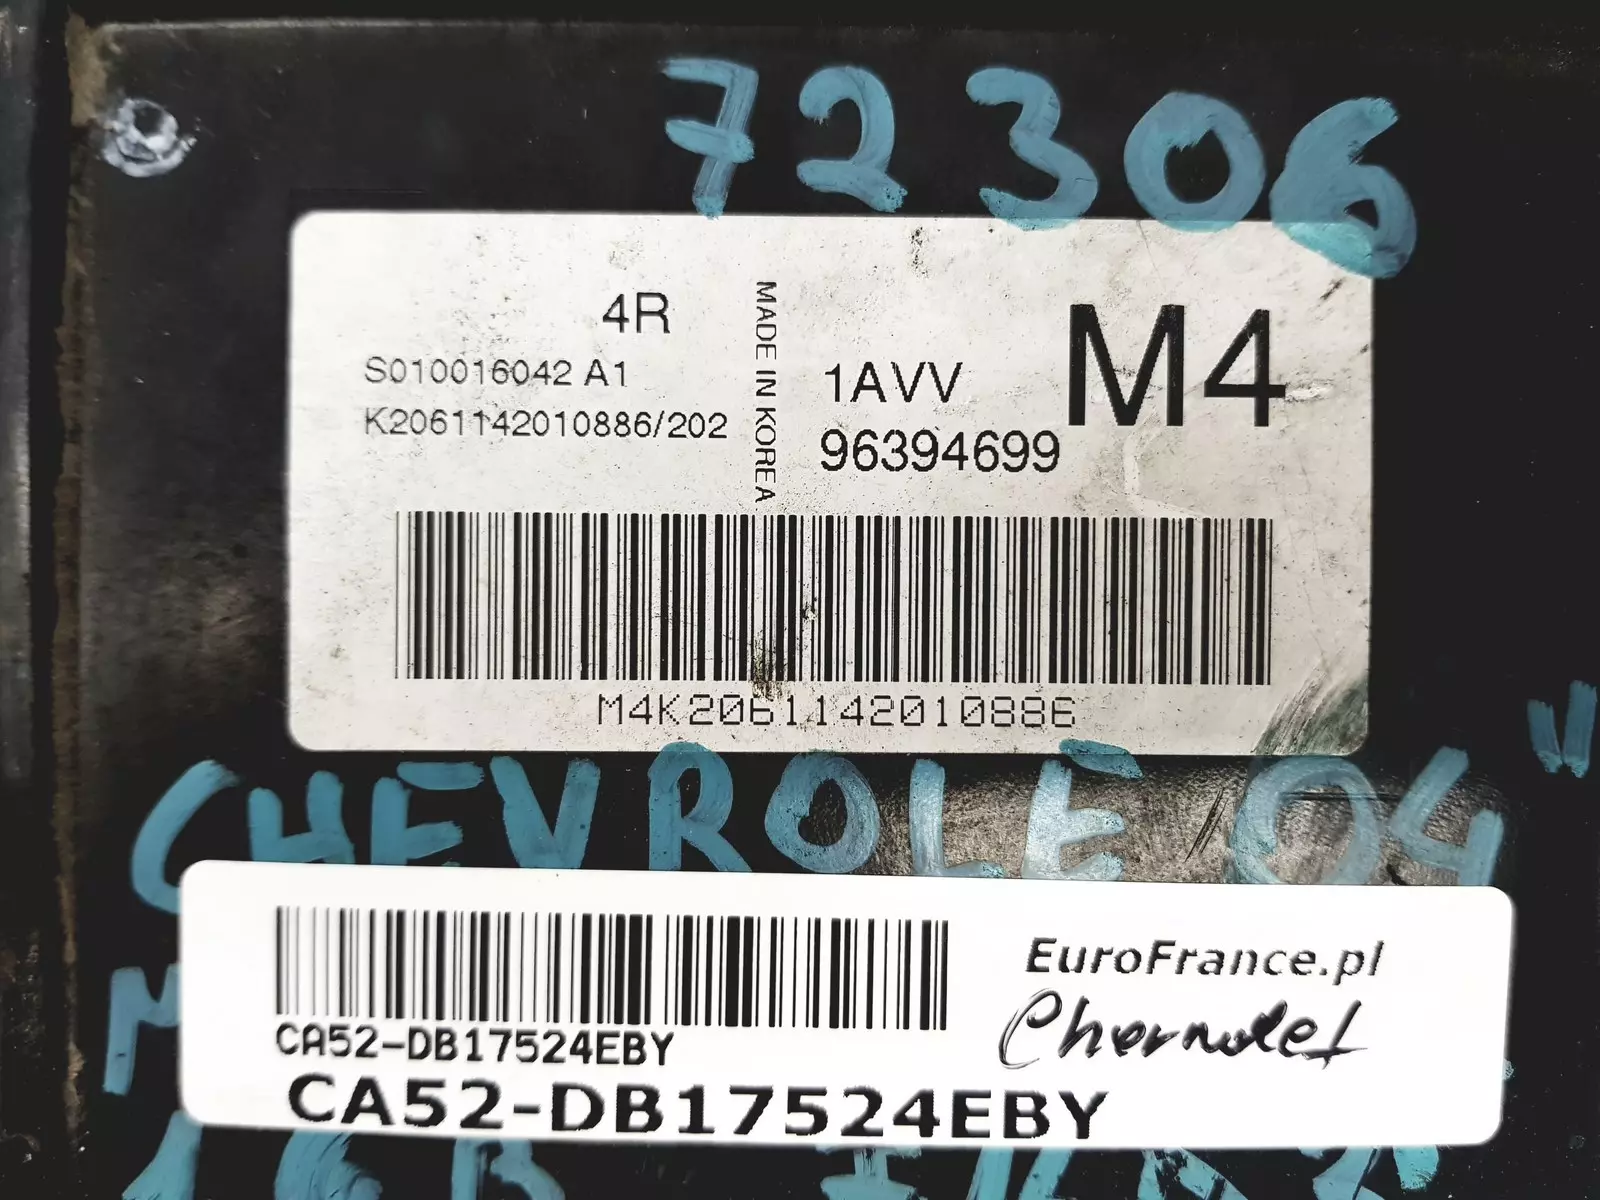 72306
4R
S010016042 A1
K2061142010886/202
MADE IN KOREA
1AVV
96394699
M4
M4K2061142010886
CHEVROLE 04"
EuroFrance.pl
Chevrolet
CA52-DB17524EBY
CA52-DB17524EBY